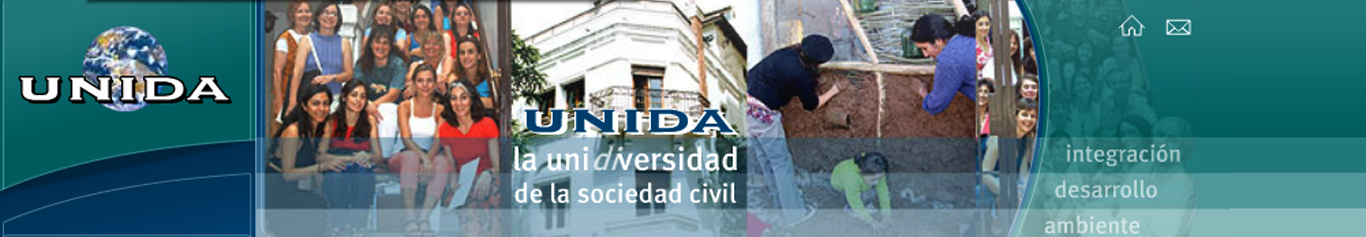 UNIDA
UNIDA
la unidiversidad
de la sociedad civil
integración
desarrollo
ambiente